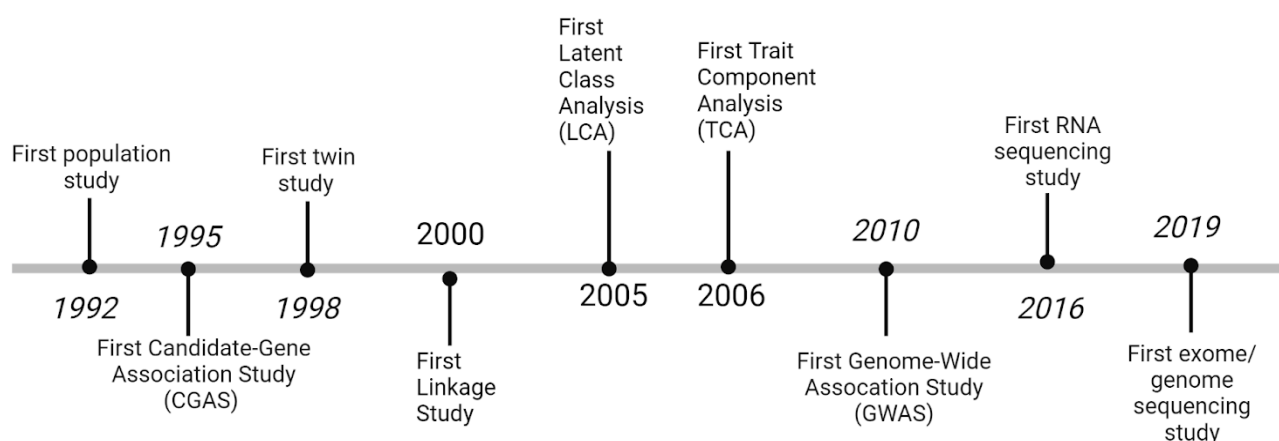 First population
study
1992
1995
First Candidate-Gene
Association Study
(CGAS)
First twin
study
1998
2000
First
Linkage
Study
First
Latent
Class
Analysis
(LCA)
2005
First Trait
Component
Analysis
(TCA)
2006
2010
First Genome-Wide
Assocation Study
(GWAS)
First RNA
sequencing
study
2016
2019
First exome/
genome
sequencing
study